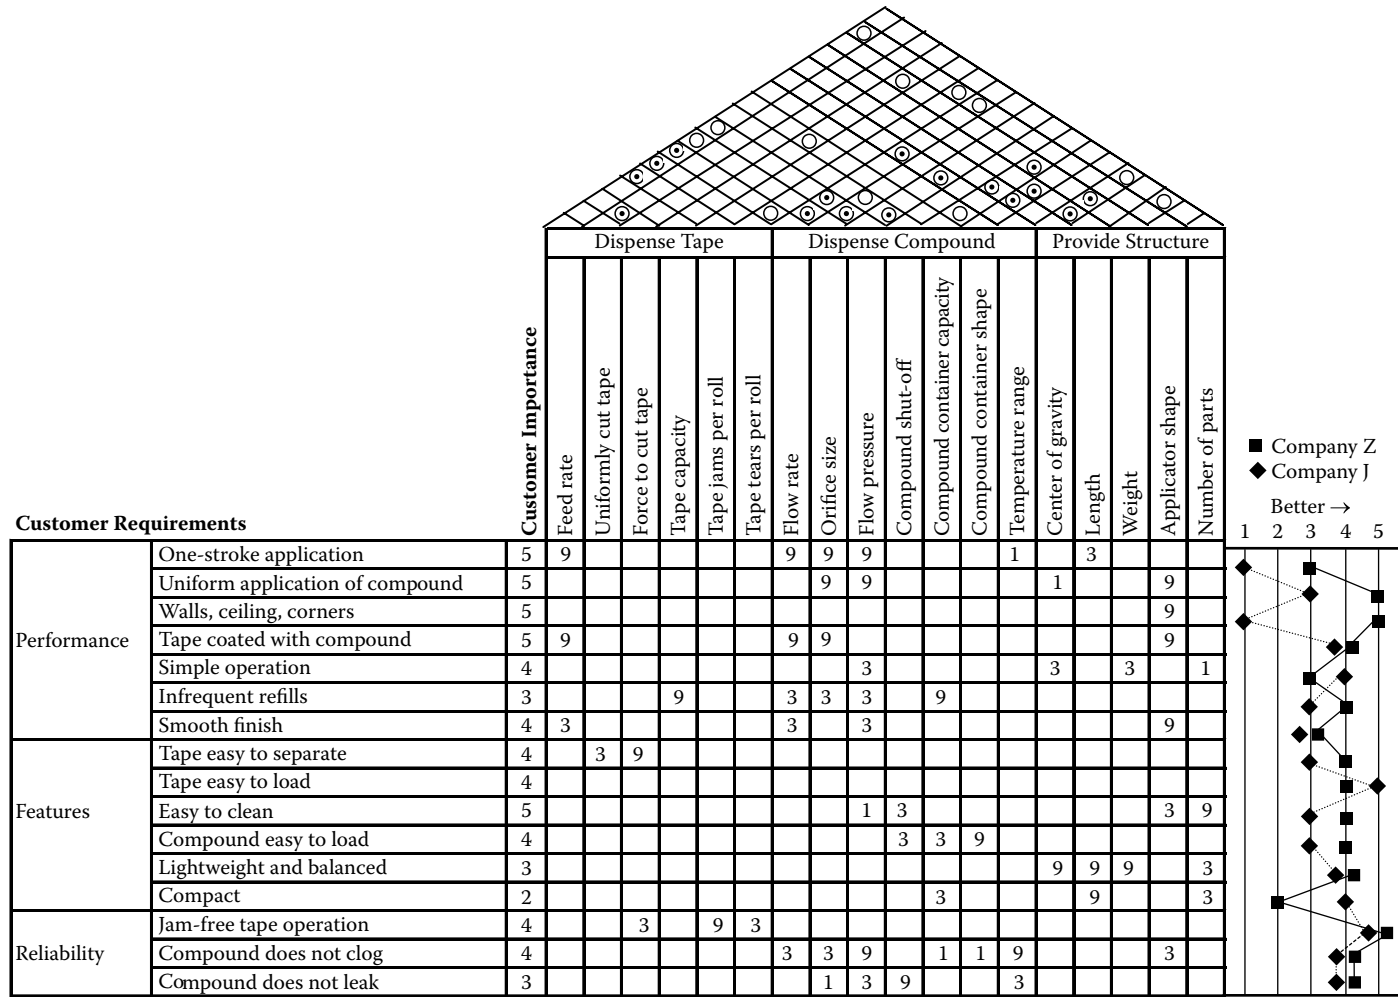 Dispense Tape Dispense Compound Provide Structure
Customer Importance
Feed rate
Uniformly cut tape
Force to cut tape
Tape capacity
Tape jams per roll
Tape tears per roll
Flow rate
Orifice size
Flow pressure
Compound shut-off
Compound container capacity
Compound container shape
Temperature range
Center of gravity
Length
Weight
Applicator shape
Number of parts
Company Z
Company J
Better →
1 2 3 4 5
Customer Requirements
Performance
One-stroke application 5 9 9 9 9 1 3
Uniform application of compound 5 9 9 1 9
Walls, ceiling, corners 5 9
Tape coated with compound 5 9 9 9 9
Simple operation 4 3 3 3 1
Infrequent refills 3 9 3 3 3 9
Smooth finish 4 3 3 3 9
Features
Tape easy to separate 4 3 9
Tape easy to load 4
Easy to clean 5 1 3 3 9
Compound easy to load 4 3 3 9
Lightweight and balanced 3 9 9 9 3
Compact 2 3 9 3
Reliability
Jam-free tape operation 4 3 9 3
Compound does not clog 4 3 3 9 1 1 9 3
Compound does not leak 3 1 3 9 3